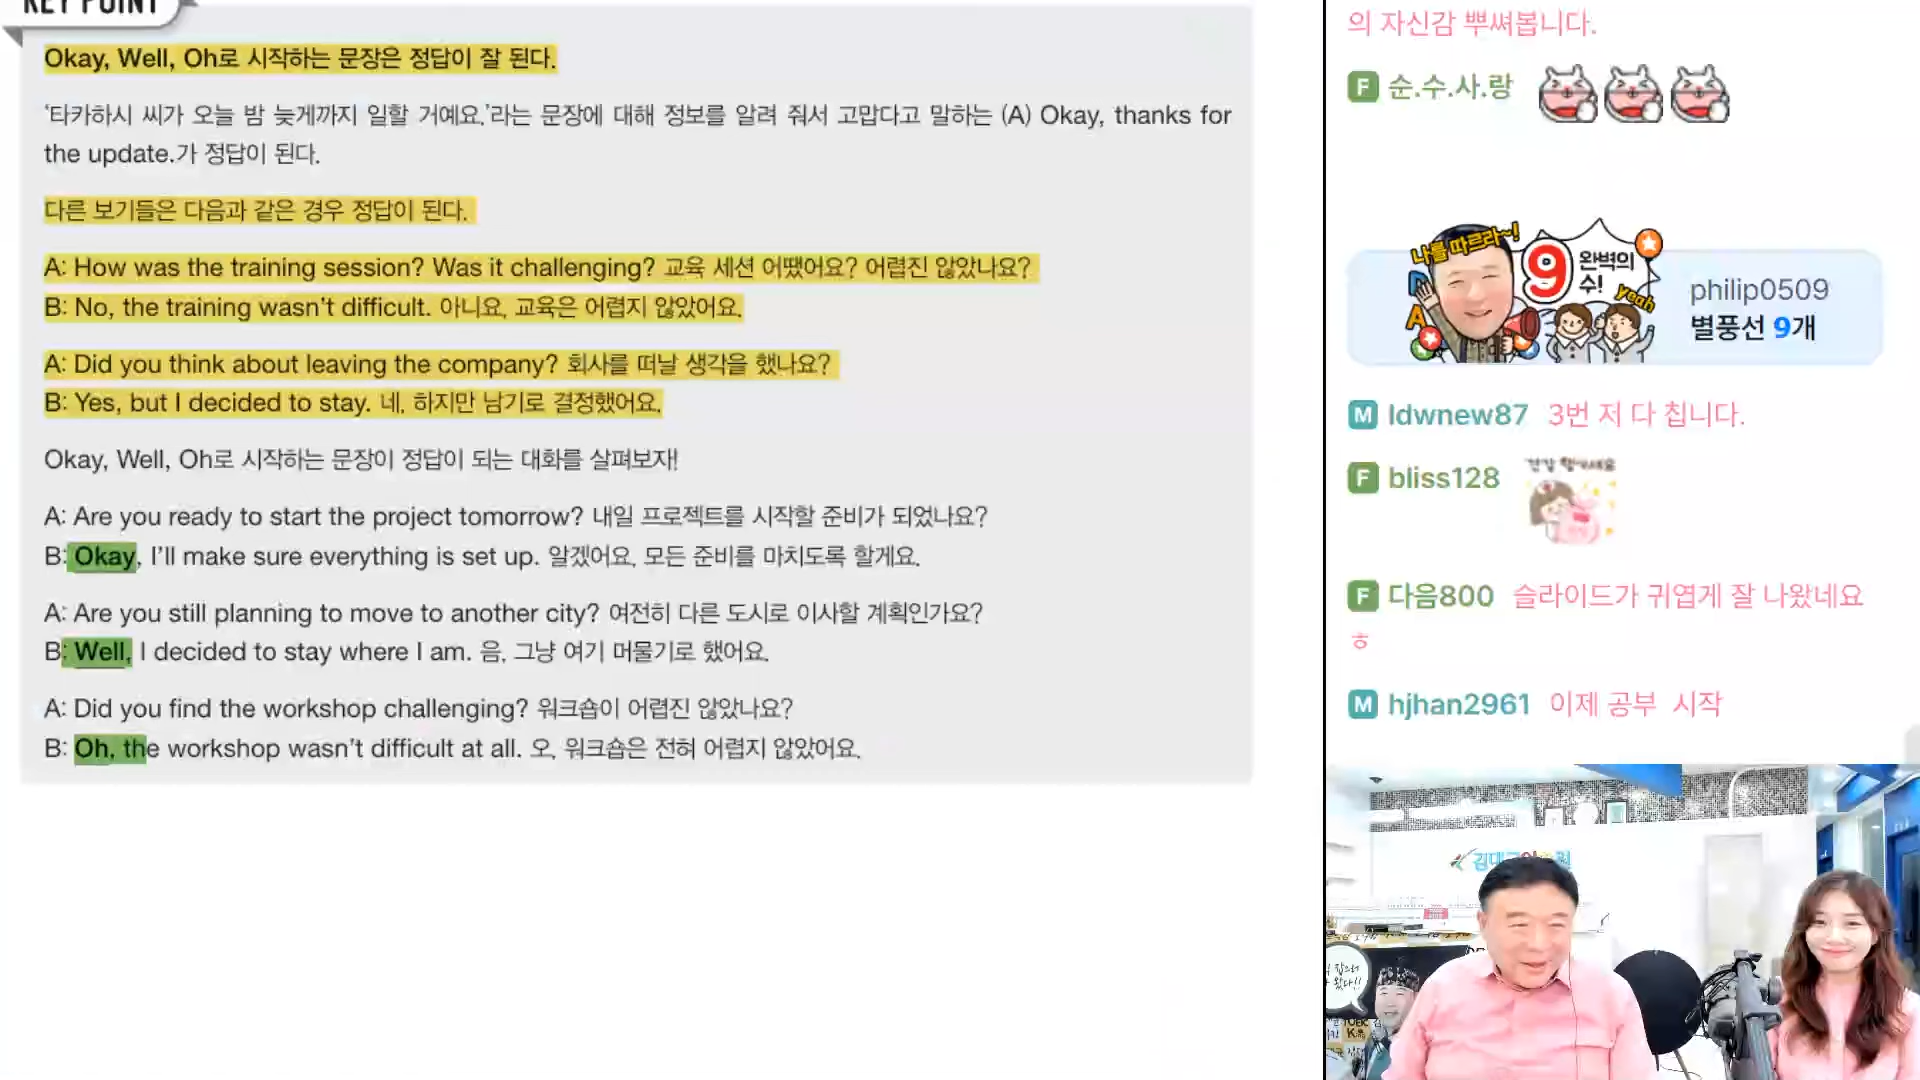 KEY POINT
Okay, Well, Oh로 시작하는 문장은 정답이 잘 된다.
‘타카하시 씨가 오늘 밤 늦게까지 일할 거예요.’라는 문장에 대해 정보를 알려 줘서 고맙다고 말하는 (A) Okay, thanks for
the update.가 정답이 된다.
다른 보기들은 다음과 같은 경우 정답이 된다.
A: How was the training session? Was it challenging? 교육 세션 어땠어요? 어렵진 않았나요?
B: No, the training wasn’t difficult. 아니요, 교육은 어렵지 않았어요.
A: Did you think about leaving the company? 회사를 떠날 생각을 했나요?
B: Yes, but I decided to stay. 네, 하지만 남기로 결정했어요.
Okay, Well, Oh로 시작하는 문장이 정답이 되는 대화를 살펴보자!
A: Are you ready to start the project tomorrow? 내일 프로젝트를 시작할 준비가 되었나요?
B: Okay, I’ll make sure everything is set up. 알겠어요, 모든 준비를 마치도록 할게요.
A: Are you still planning to move to another city? 여전히 다른 도시로 이사할 계획인가요?
B: Well, I decided to stay where I am. 음, 그냥 여기 머물기로 했어요.
A: Did you find the workshop challenging? 워크숍이 어렵진 않았나요?
B: Oh, the workshop wasn’t difficult at all. 오, 워크숍은 전혀 어렵지 않았어요.
의 자신감 뿌쎠봅니다.
F 순.수.사.랑
나를 따르라~!
9
완벽의
수!
yeah
philip0509
별풍선 9개
M ldwnew87 3번 저 다 칩니다.
F bliss128
F 다음800 슬라이드가 귀엽게 잘 나왔네요
ㅎ
M hjhan2961 이제 공부 시작